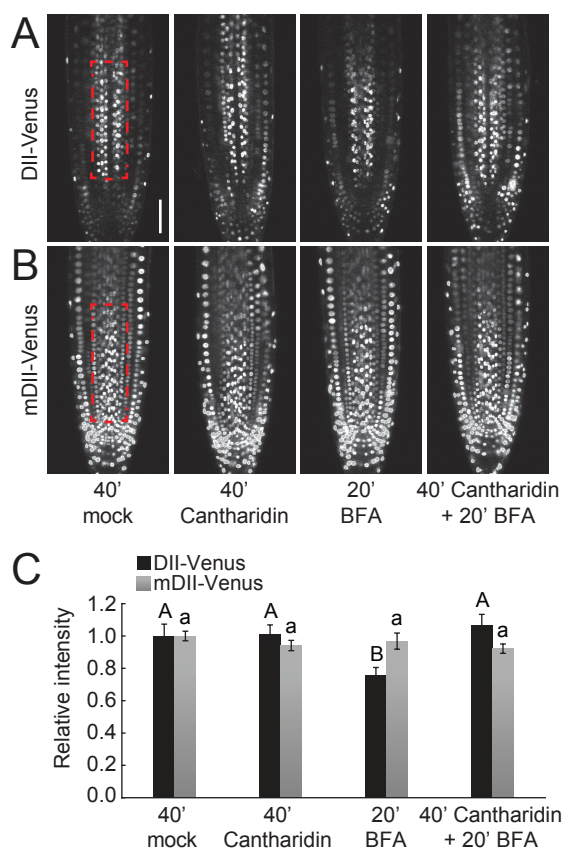 A
DII-Venus
B
mDII-Venus
40’ mock
40’ Cantharidin
20’ BFA
40’ Cantharidin + 20’ BFA
C
DII-Venus
mDII-Venus
Relative intensity
1.2
1.0
0.8
0.6
0.4
0.2
0.0
A
a
A
a
B
a
A
a
40’ mock
40’ Cantharidin
20’ BFA
40’ Cantharidin + 20’ BFA